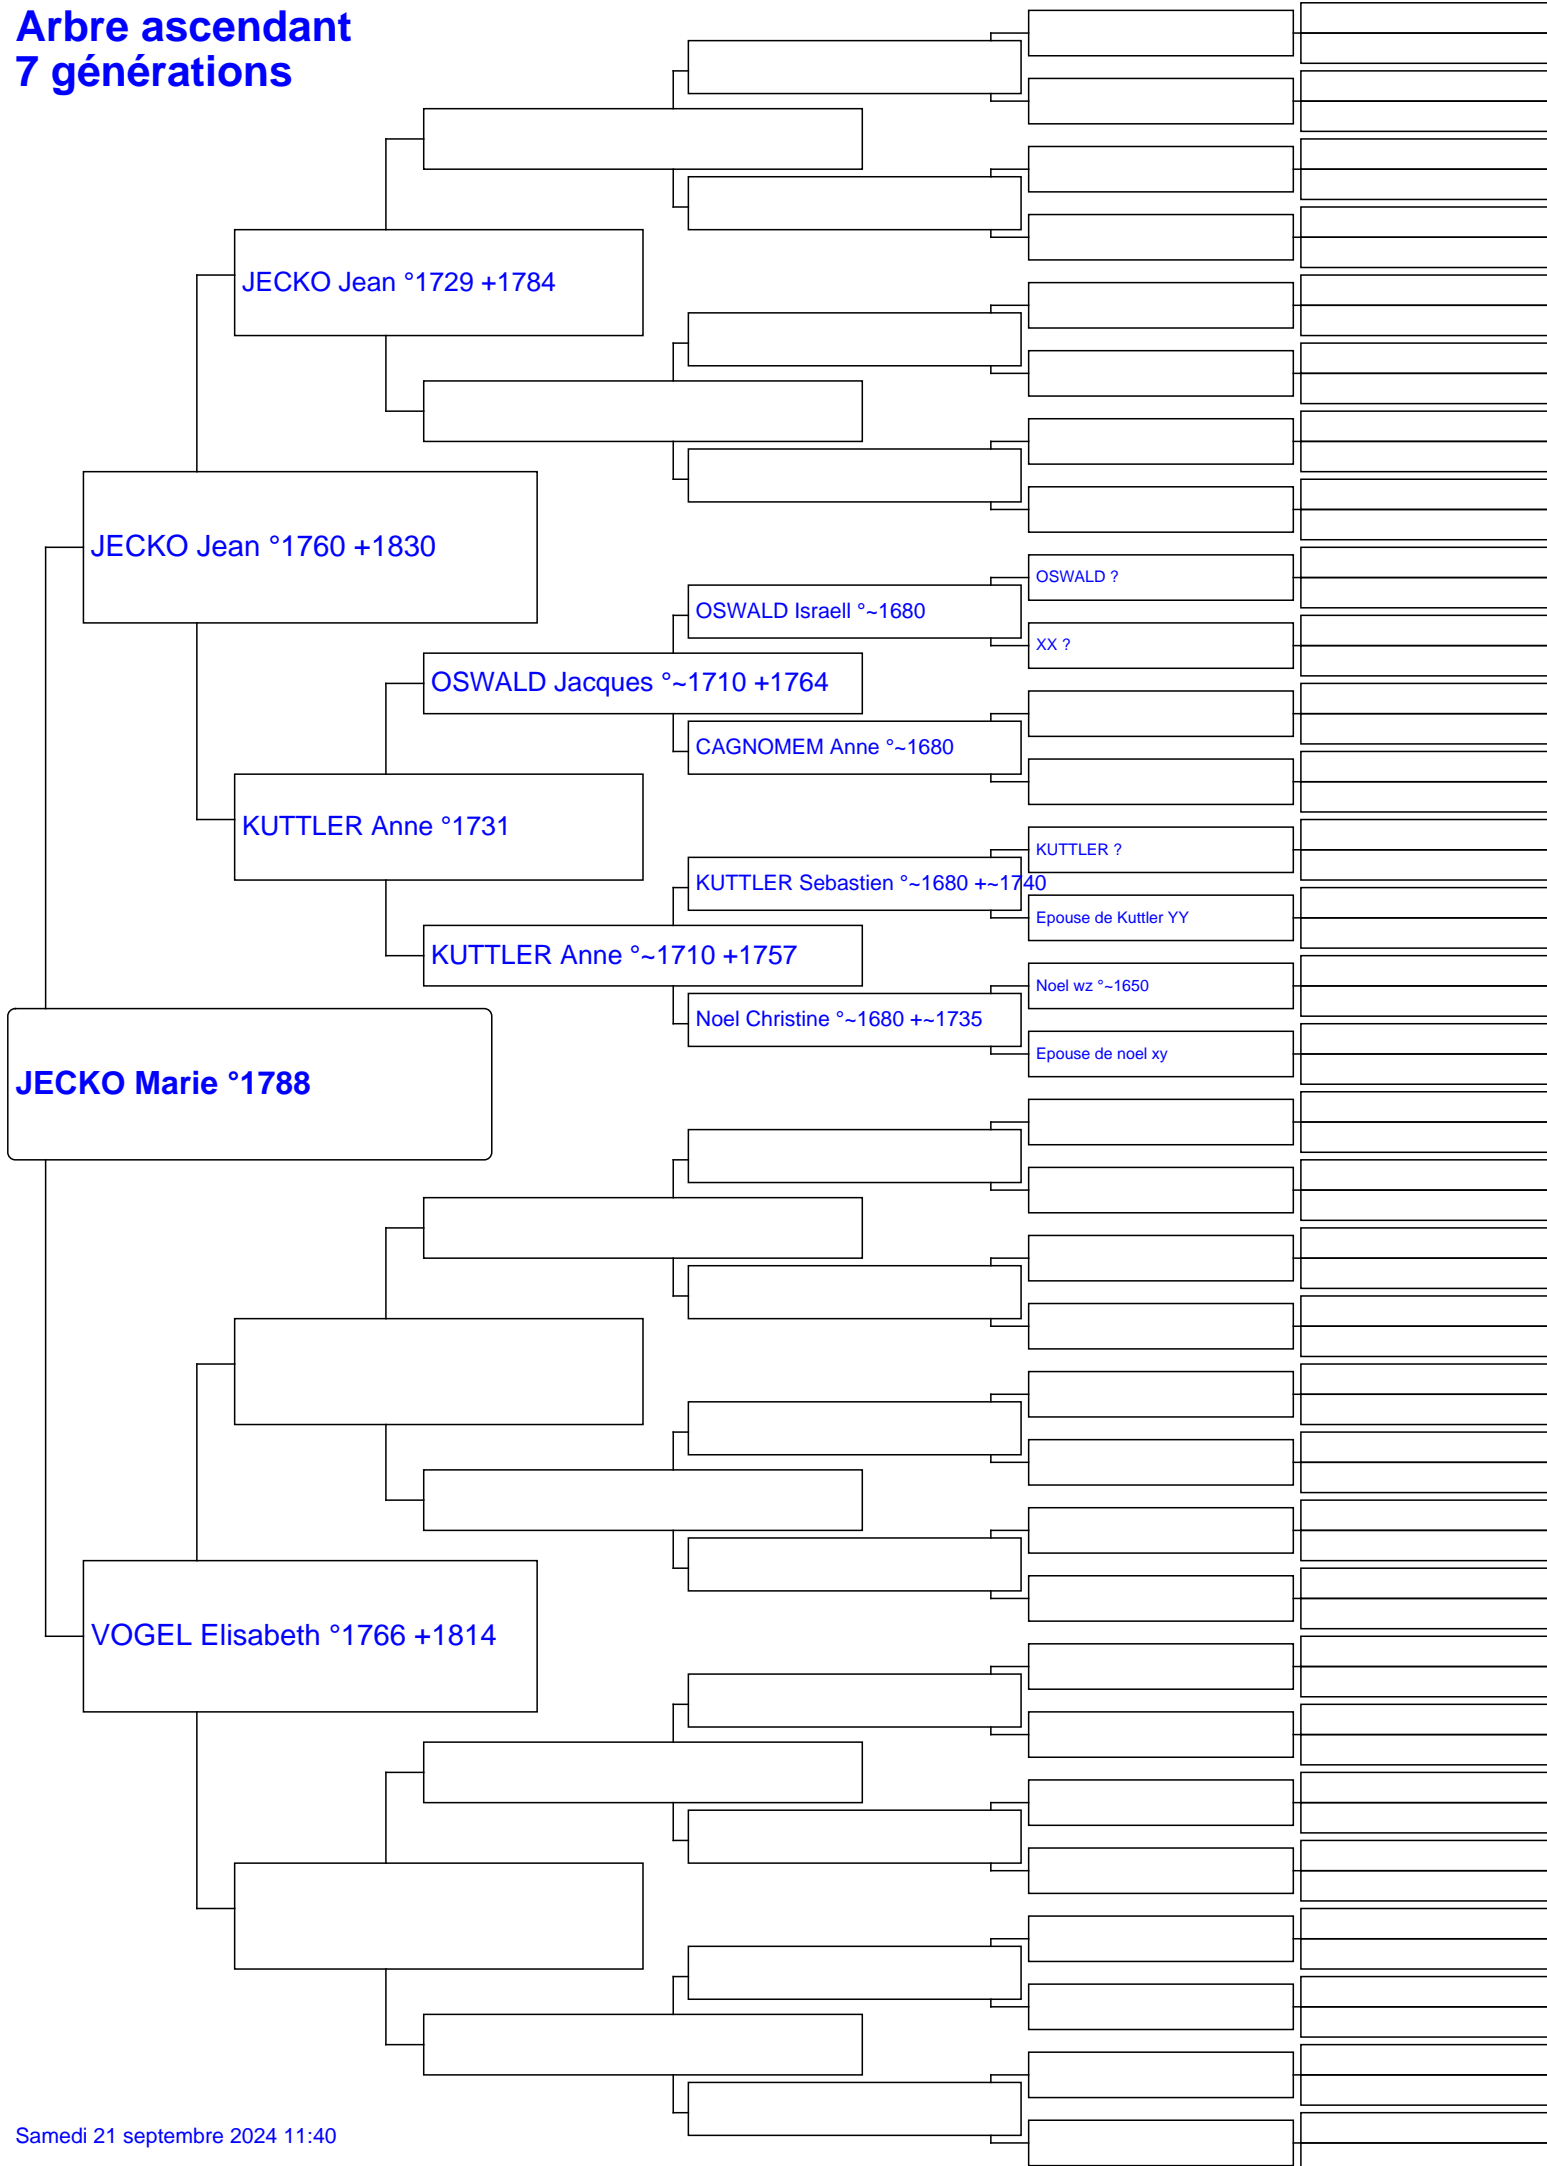 Arbre ascendant
7 générations
JECKO Jean °1729 +1784
JECKO Jean °1760 +1830
OSWALD ?
OSWALD Israell °~1680
XX ?
OSWALD Jacques °~1710 +1764
CAGNOMEM Anne °~1680
KUTTLER Anne °1731
KUTTLER ?
KUTTLER Sebastien °~1680 +~1740
Epouse de Kuttler YY
KUTTLER Anne °~1710 +1757
Noel wz °~1650
Noel Christine °~1680 +~1735
Epouse de noel xy
JECKO Marie °1788
VOGEL Elisabeth °1766 +1814
Samedi 21 septembre 2024 11:40